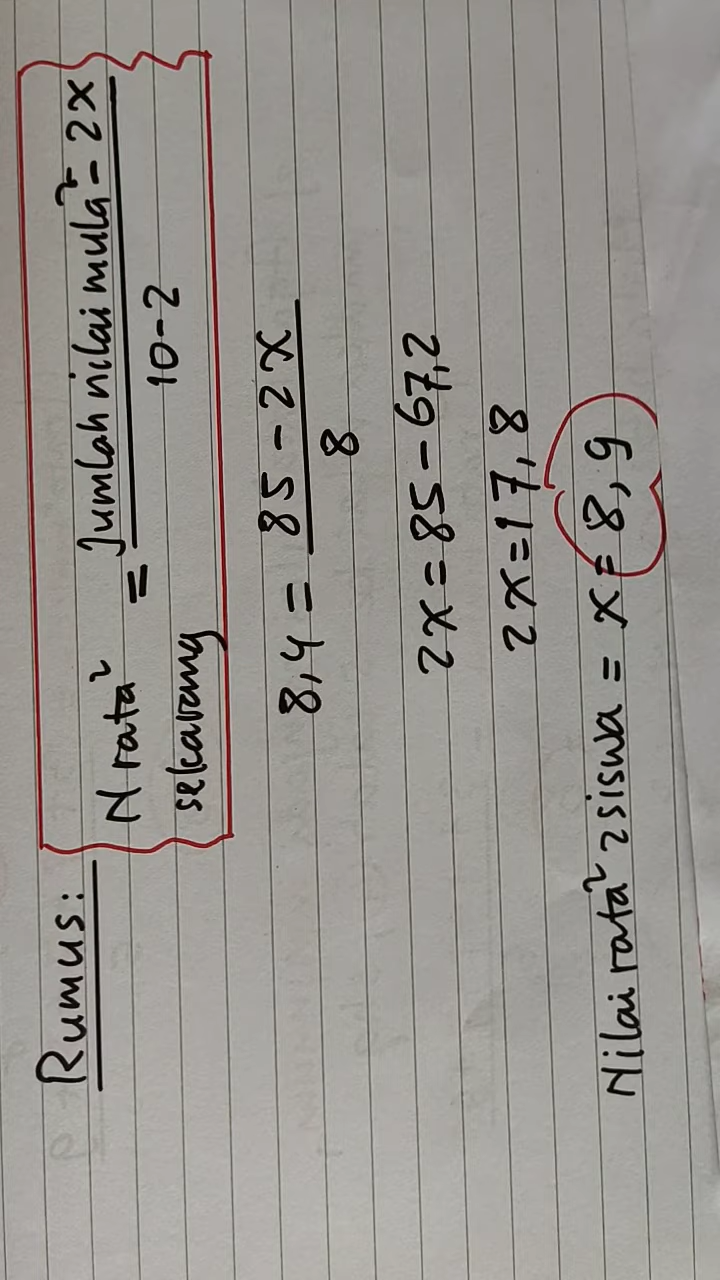 Rumus:
N rata² sekarang = Jumlah nilai mula² - 2x / 10-2
8,4 = 85 - 2x / 8
2x = 85 - 67,2
2x = 17,8
Nilai rata² 2 siswa = x = 8,9